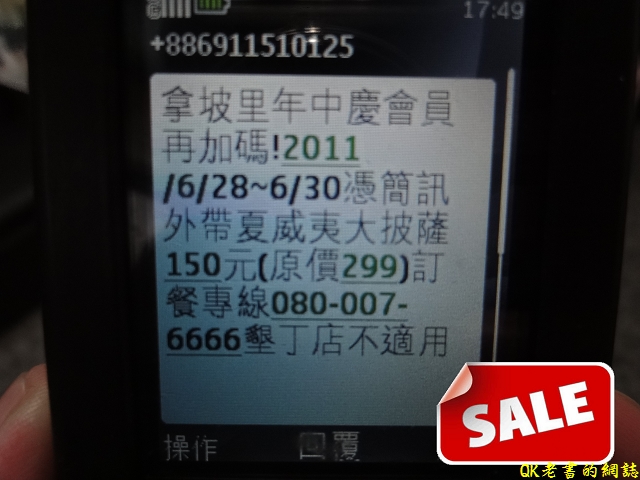 17:49
+886911510125
拿坡里年中慶會員
再加碼!2011
/6/28~6/30憑簡訊
外帶夏威夷大披薩
150元(原價299)訂
餐專線080-007-
6666墾丁店不適用
SALE
操作 回覆
QK老書的網誌